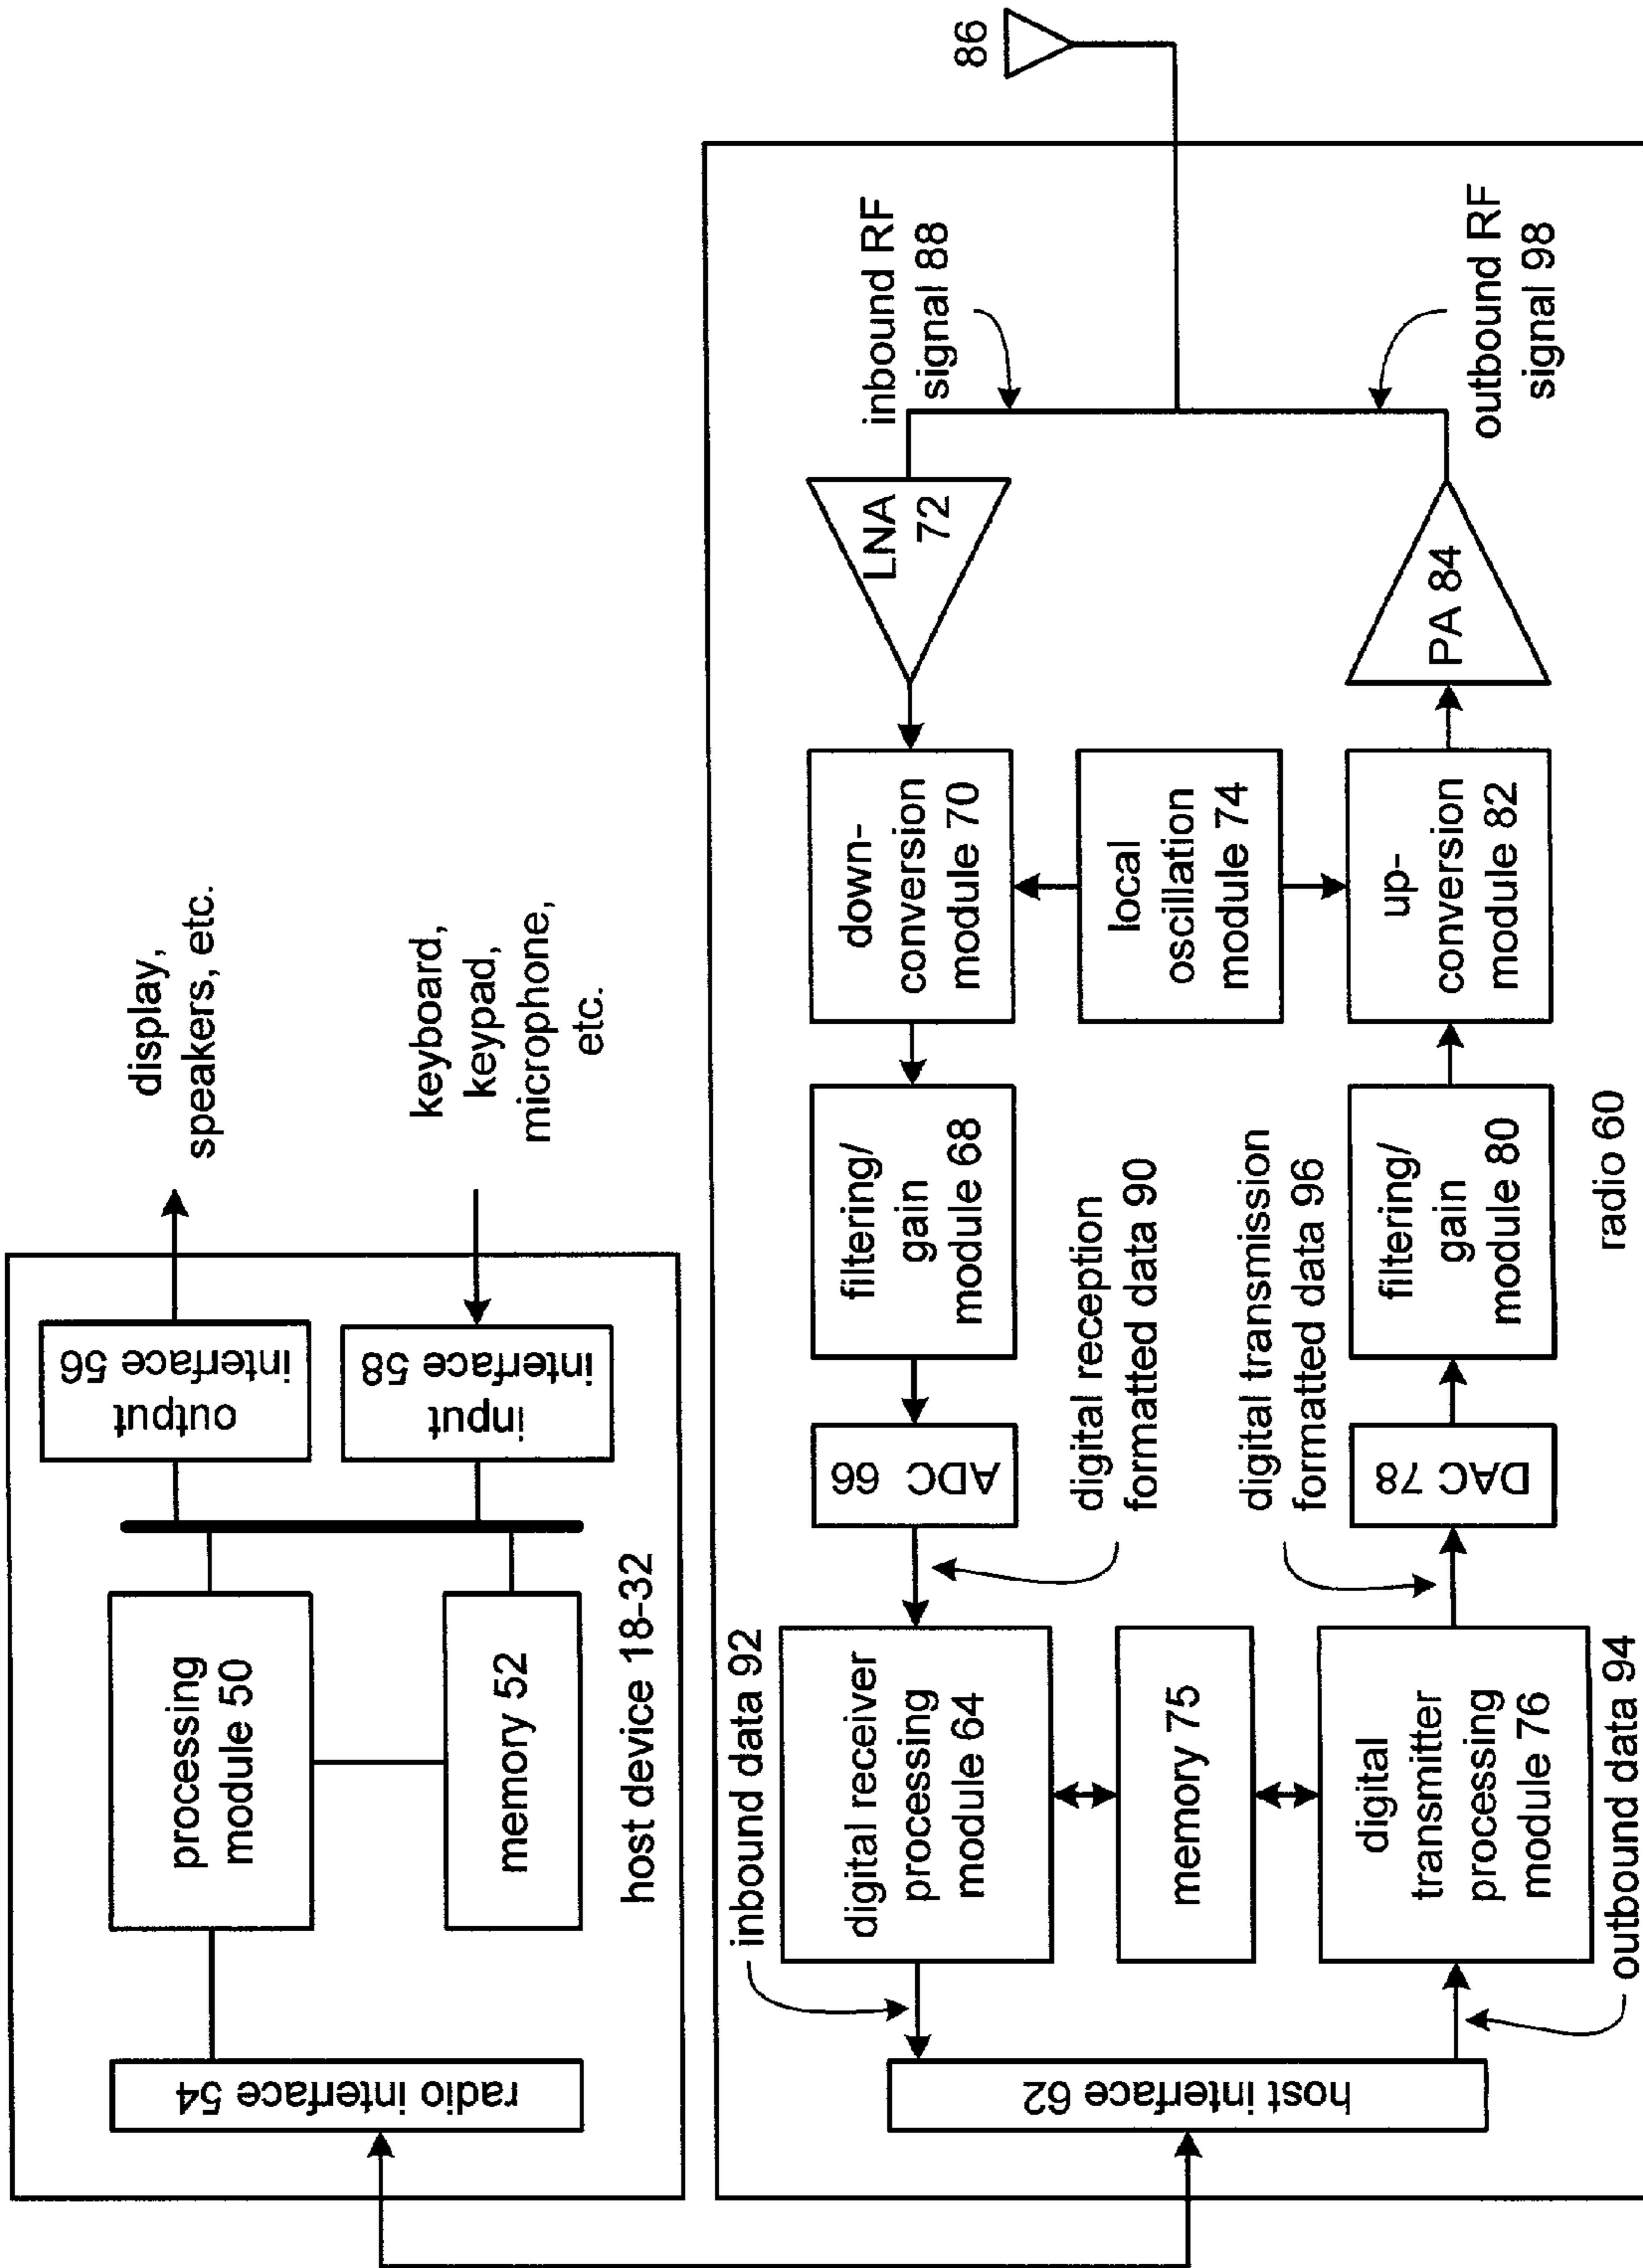 display,
speakers, etc.
keyboard,
keypad,
microphone,
etc.
output
interface 56
input
interface 58
processing
module 50
memory 52
radio interface 54
host device 18-32
86
inbound RF
signal 88
outbound RF
signal 98
LNA
72
PA 84
down-
conversion
module 70
local
oscillation
module 74
up-
conversion
module 82
filtering/
gain
module 68
filtering/
gain
module 80
radio 60
ADC 66
DAC 78
digital reception
formatted data 90
digital transmission
formatted data 96
inbound data 92
digital receiver
processing
module 64
memory 75
digital
transmitter
processing
module 76
outbound data 94
host interface 62